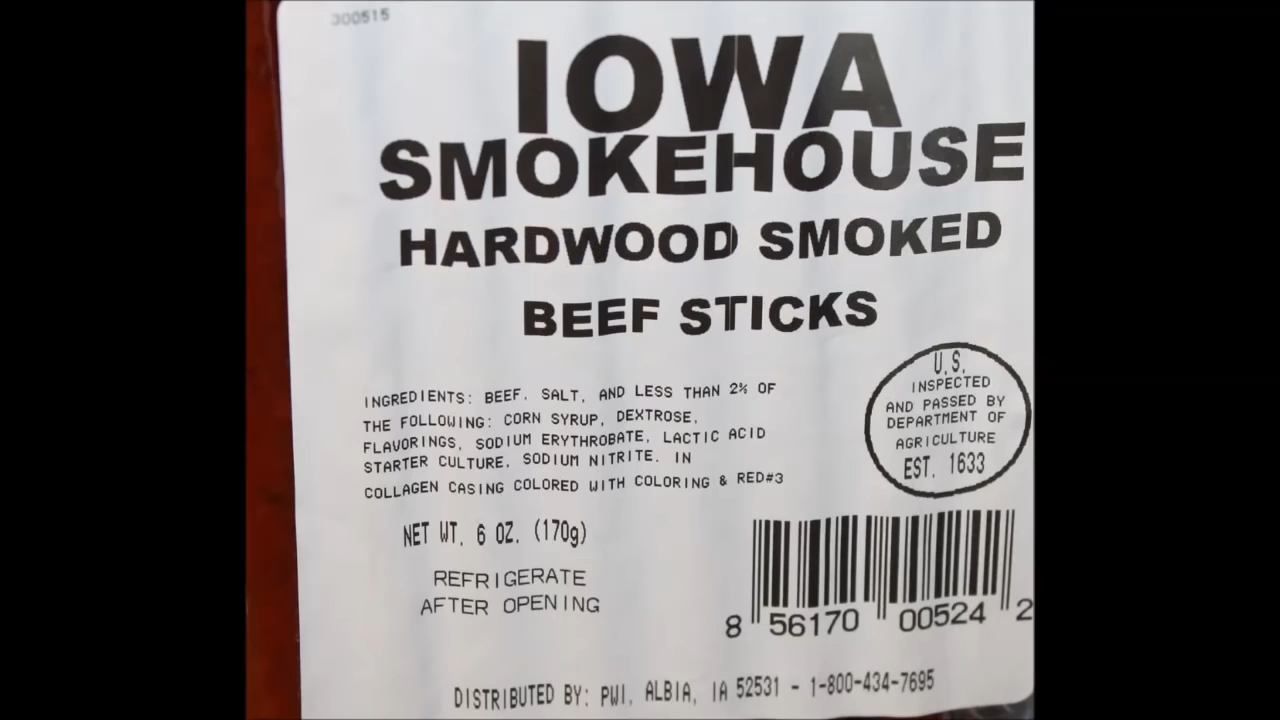 300515
IOWA
SMOKEHOUSE
HARDWOOD SMOKED
BEEF STICKS
INGREDIENTS: BEEF, SALT, AND LESS THAN 2% OF
THE FOLLOWING: CORN SYRUP, DEXTROSE,
FLAVORINGS, SODIUM ERYTHROBATE, LACTIC ACID
STARTER CULTURE, SODIUM NITRITE. IN
COLLAGEN CASING COLORED WITH COLORING & RED#3
U.S.
INSPECTED
AND PASSED BY
DEPARTMENT OF
AGRICULTURE
EST. 1633
NET WT. 6 OZ. (170g)
REFRIGERATE
AFTER OPENING
8 56170 00524 2
DISTRIBUTED BY: PWI, ALBIA, IA 52531 - 1-800-434-7695